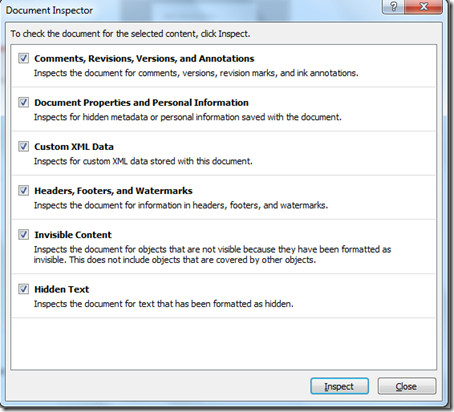 Document Inspector
?
To check the document for the selected content, click Inspect.
Comments, Revisions, Versions, and Annotations
Inspects the document for comments, versions, revision marks, and ink annotations.
Document Properties and Personal Information
Inspects for hidden metadata or personal information saved with the document.
Custom XML Data
Inspects for custom XML data stored with this document.
Headers, Footers, and Watermarks
Inspects the document for information in headers, footers, and watermarks.
Invisible Content
Inspects the document for objects that are not visible because they have been formatted as
invisible. This does not include objects that are covered by other objects.
Hidden Text
Inspects the document for text that has been formatted as hidden.
Inspect Close